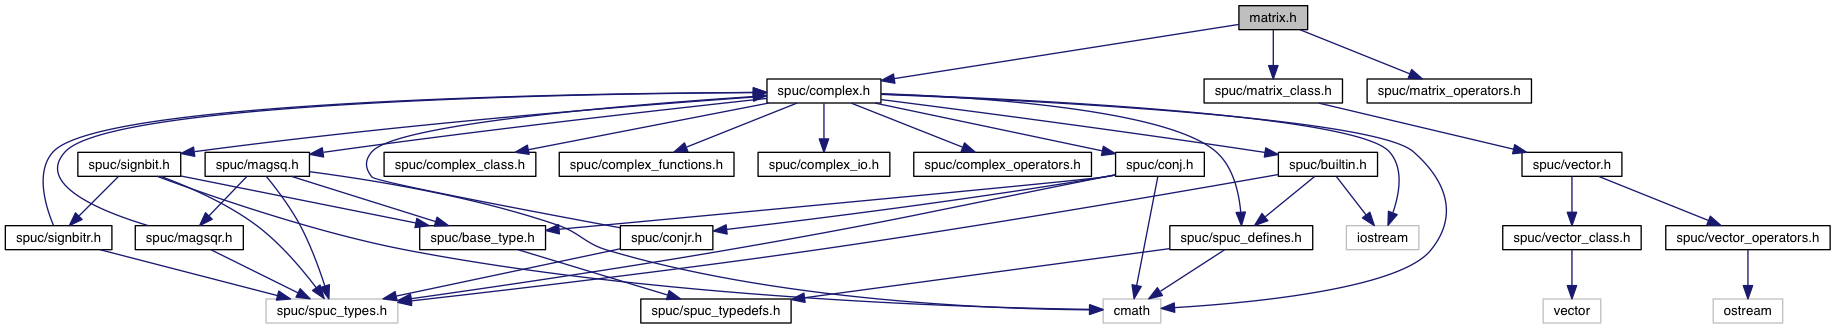 matrix.h
spuc/complex.h
spuc/matrix_class.h
spuc/matrix_operators.h
spuc/signbit.h
spuc/magsq.h
spuc/complex_class.h
spuc/complex_functions.h
spuc/complex_io.h
spuc/complex_operators.h
spuc/conj.h
spuc/builtin.h
spuc/vector.h
spuc/signbitr.h
spuc/magsqr.h
spuc/base_type.h
spuc/conjr.h
spuc/spuc_defines.h
iostream
spuc/vector_class.h
spuc/vector_operators.h
spuc/spuc_types.h
spuc/spuc_typedefs.h
cmath
vector
ostream